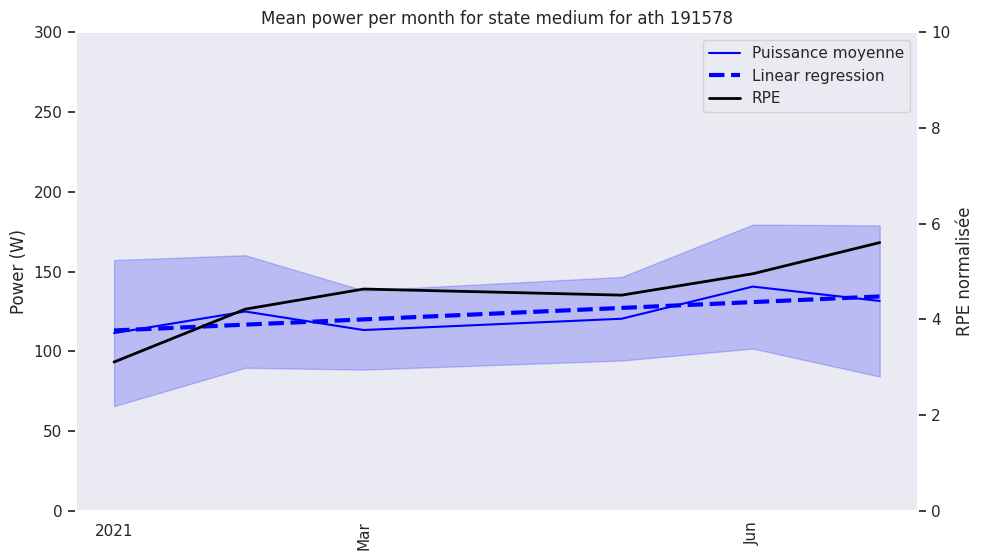 Mean power per month for state medium for ath 191578
Puissance moyenne
Linear regression
RPE
Power (W)
300
250
200
150
100
50
0
10
8
6
4
2
0
RPE normalisée
2021
Mar
Jun